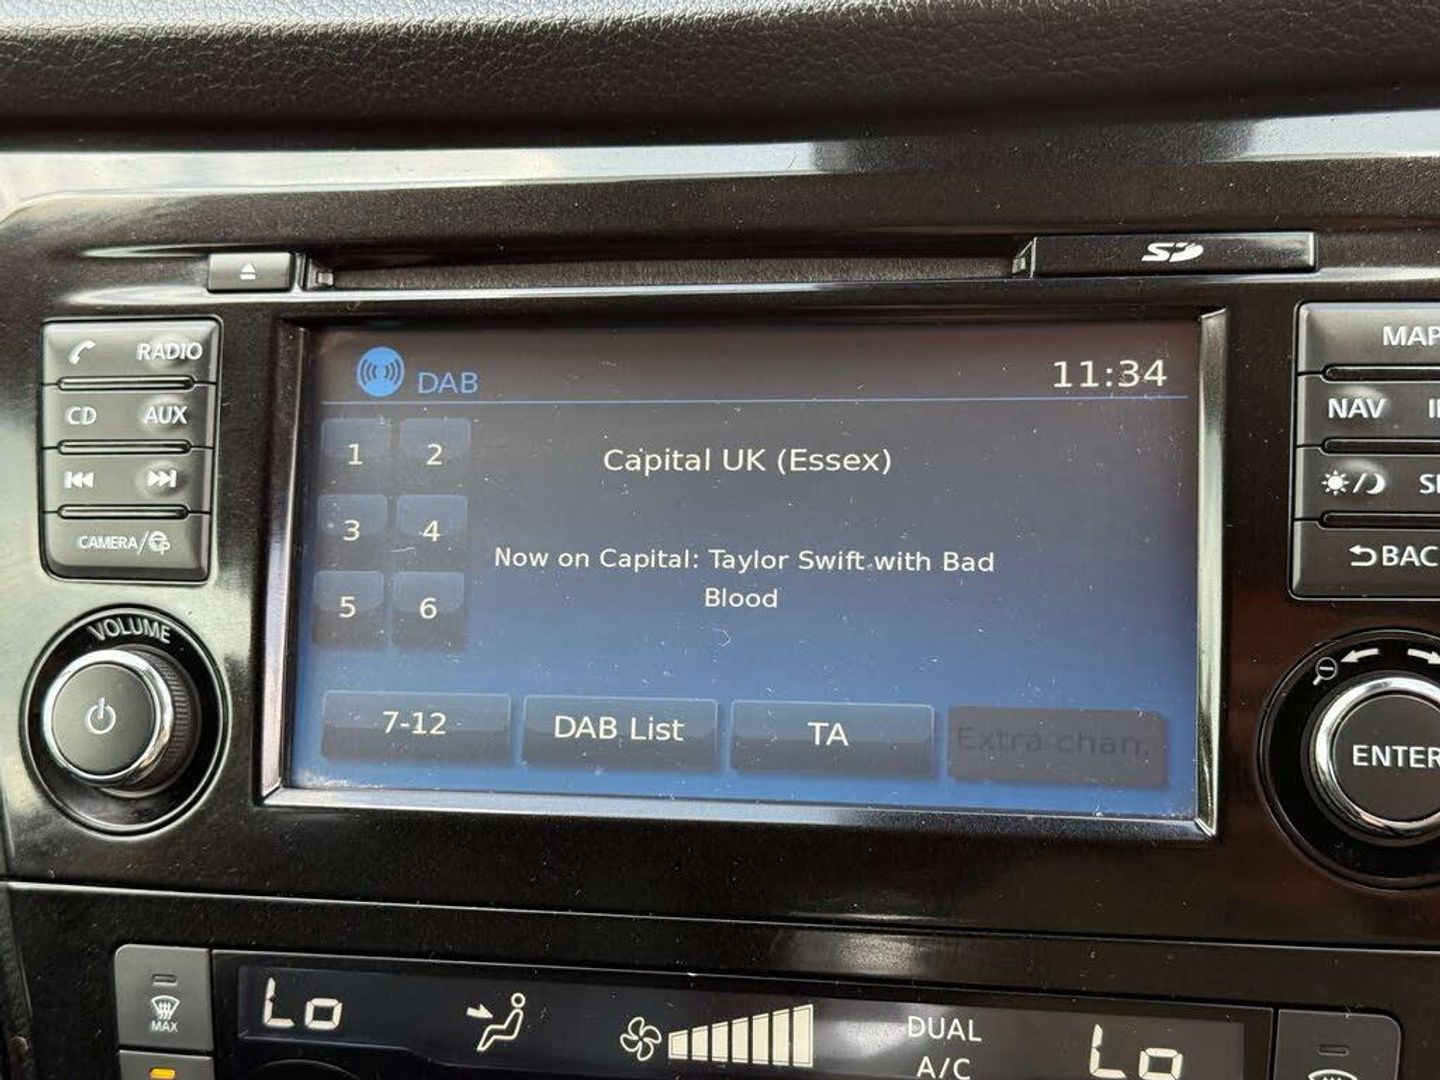 RADIO
CD AUX
CAMERA/
VOLUME
DAB
11:34
1 2
3 4
5 6
Capital UK (Essex)
Now on Capital: Taylor Swift with Bad
Blood
7-12
DAB List
TA
Extra chan.
MAP
NAV
BAC
ENTER
MAX
Lo
DUAL
A/C
Lo